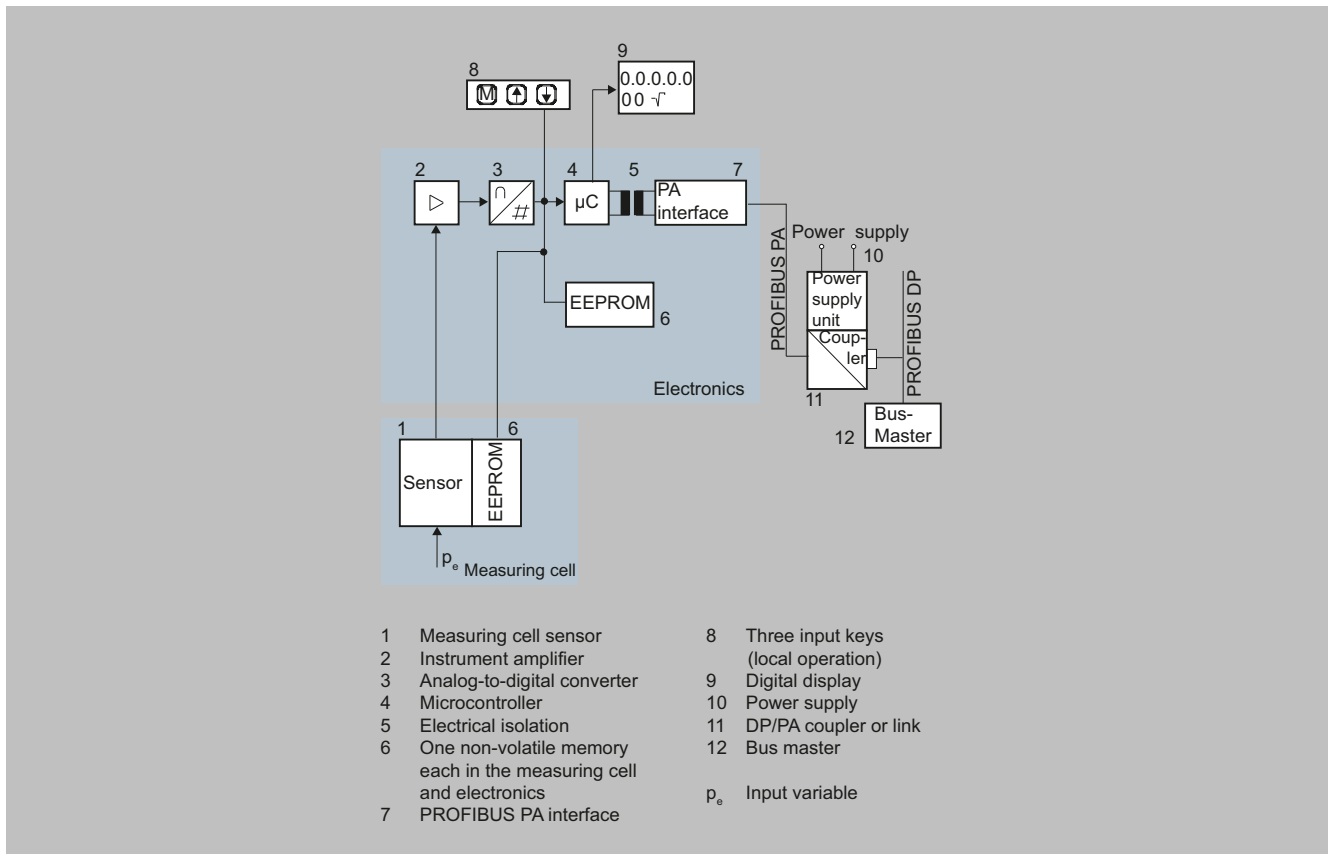 9
0.0.0.0.0
00 √
8
M
2
3
4
5
7
∩
#
µC
PA
interface
Power supply
10
PROFIBUS PA
Power
supply
unit
Coup-
ler
PROFIBUS DP
EEPROM
6
Electronics
11
Bus-
Master
12
1
6
Sensor
EEPROM
pe
Measuring cell
1 Measuring cell sensor
2 Instrument amplifier
3 Analog-to-digital converter
4 Microcontroller
5 Electrical isolation
6 One non-volatile memory
each in the measuring cell
and electronics
7 PROFIBUS PA interface
8 Three input keys
(local operation)
9 Digital display
10 Power supply
11 DP/PA coupler or link
12 Bus master
pe Input variable